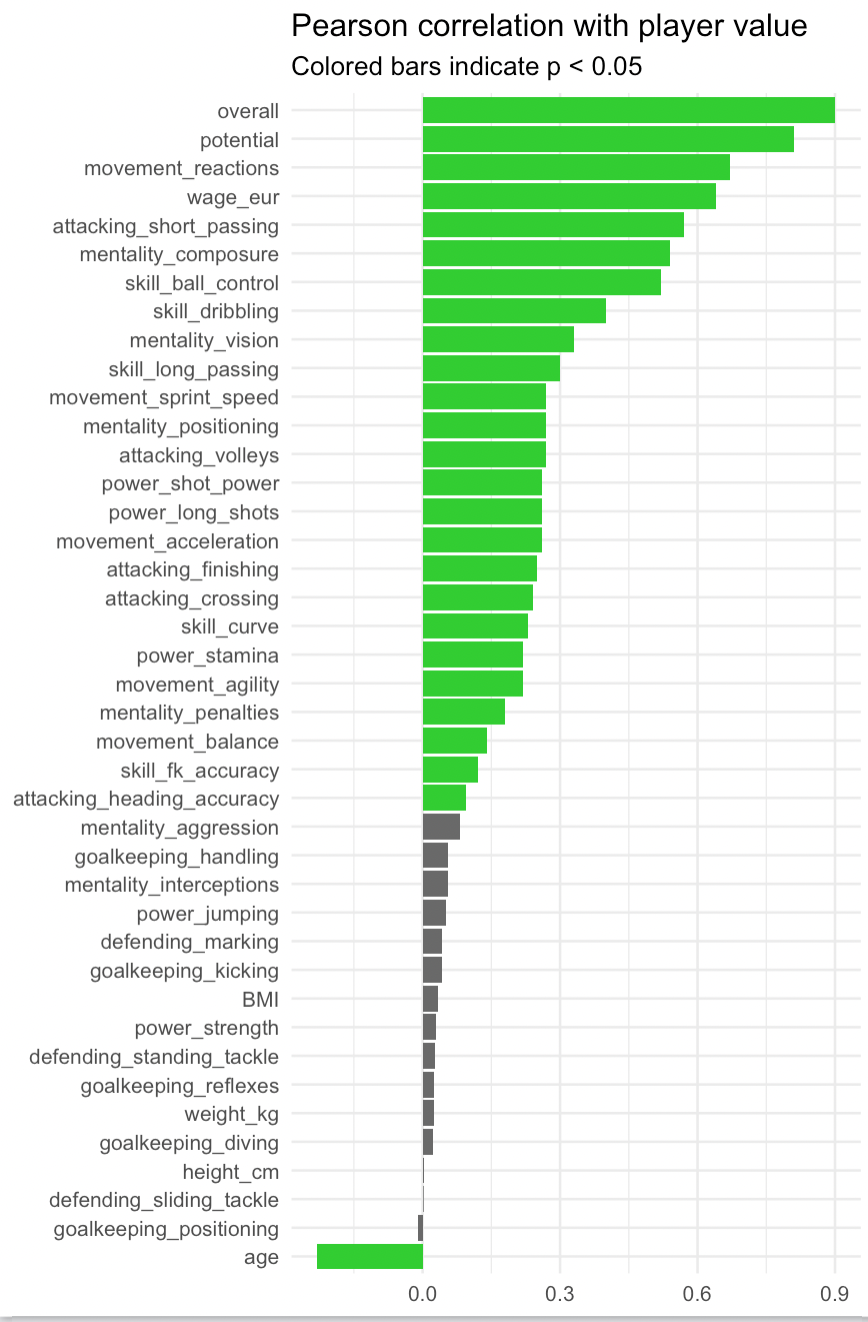 Pearson correlation with player value
Colored bars indicate p < 0.05
overall
potential
movement_reactions
wage_eur
attacking_short_passing
mentality_composure
skill_ball_control
skill_dribbling
mentality_vision
skill_long_passing
movement_sprint_speed
mentality_positioning
attacking_volleys
power_shot_power
power_long_shots
movement_acceleration
attacking_finishing
attacking_crossing
skill_curve
power_stamina
movement_agility
mentality_penalties
movement_balance
skill_fk_accuracy
attacking_heading_accuracy
mentality_aggression
goalkeeping_handling
mentality_interceptions
power_jumping
defending_marking
goalkeeping_kicking
BMI
power_strength
defending_standing_tackle
goalkeeping_reflexes
weight_kg
goalkeeping_diving
height_cm
defending_sliding_tackle
goalkeeping_positioning
age
0.0 0.3 0.6 0.9